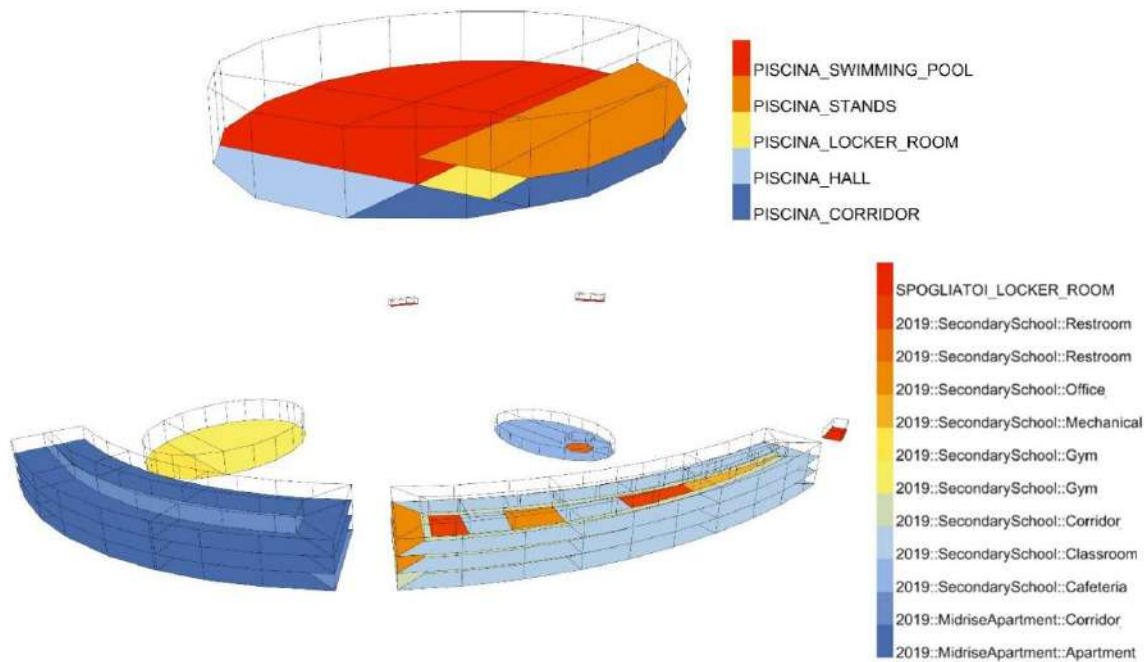 PISCINA_SWIMMING_POOL
PISCINA_STANDS
PISCINA_LOCKER_ROOM
PISCINA_HALL
PISCINA_CORRIDOR
SPOGLIATOI_LOCKER_ROOM
2019::SecondarySchool::Restroom
2019::SecondarySchool::Restroom
2019::SecondarySchool::Office
2019::SecondarySchool::Mechanical
2019::SecondarySchool::Gym
2019::SecondarySchool::Gym
2019::SecondarySchool::Corridor
2019::SecondarySchool::Classroom
2019::SecondarySchool::Cafeteria
2019::MidriseApartment::Corridor
2019::MidriseApartment::Apartment